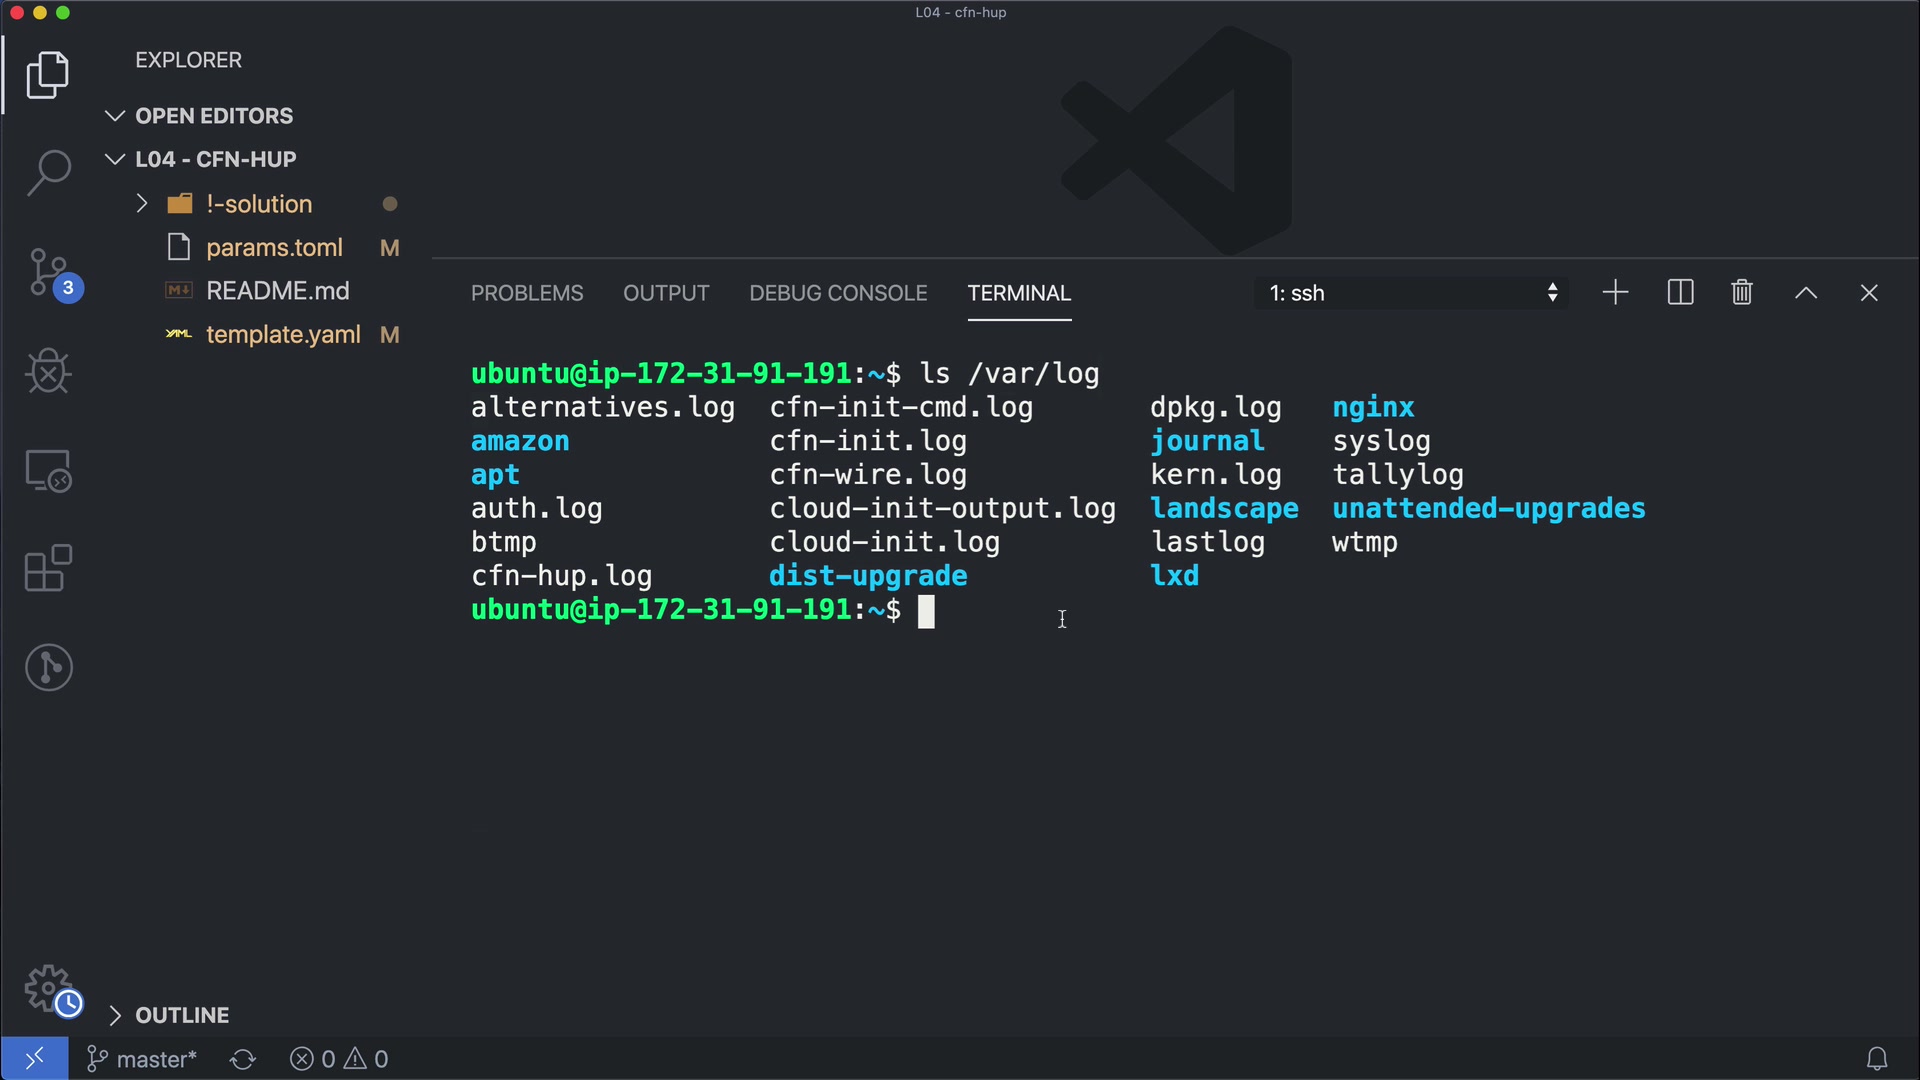 L04 - cfn-hup
EXPLORER
OPEN EDITORS
L04 - CFN-HUP
!-solution
params.toml M
README.md
template.yaml M
3
PROBLEMS OUTPUT DEBUG CONSOLE TERMINAL 1: ssh
ubuntu@ip-172-31-91-191:~$ ls /var/log
alternatives.log cfn-init-cmd.log dpkg.log nginx
amazon cfn-init.log journal syslog
apt cfn-wire.log kern.log tallylog
auth.log cloud-init-output.log landscape unattended-upgrades
btmp cloud-init.log lastlog wtmp
cfn-hup.log dist-upgrade lxd
ubuntu@ip-172-31-91-191:~$
OUTLINE
master* 0 0